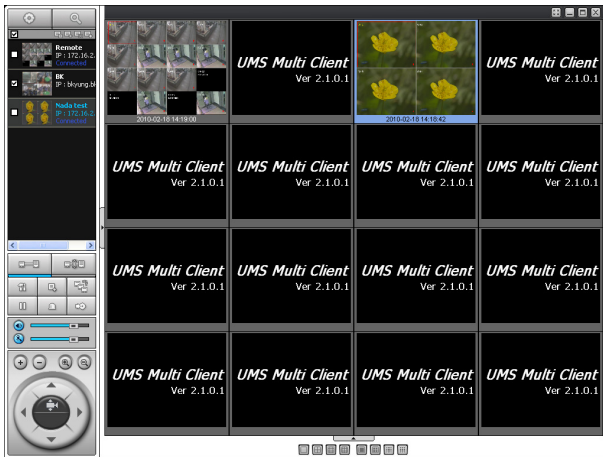 Remote
IP : 172.16.2.
Connected
BK
IP : bkyung.bl
Nada test
IP : 172.16.2.
Connected
2010-02-18 14:19:00
UMS Multi Client
Ver 2.1.0.1
2010-02-18 14:18:42
UMS Multi Client
Ver 2.1.0.1
UMS Multi Client
Ver 2.1.0.1
UMS Multi Client
Ver 2.1.0.1
UMS Multi Client
Ver 2.1.0.1
UMS Multi Client
Ver 2.1.0.1
UMS Multi Client
Ver 2.1.0.1
UMS Multi Client
Ver 2.1.0.1
UMS Multi Client
Ver 2.1.0.1
UMS Multi Client
Ver 2.1.0.1
UMS Multi Client
Ver 2.1.0.1
UMS Multi Client
Ver 2.1.0.1
UMS Multi Client
Ver 2.1.0.1
UMS Multi Client
Ver 2.1.0.1